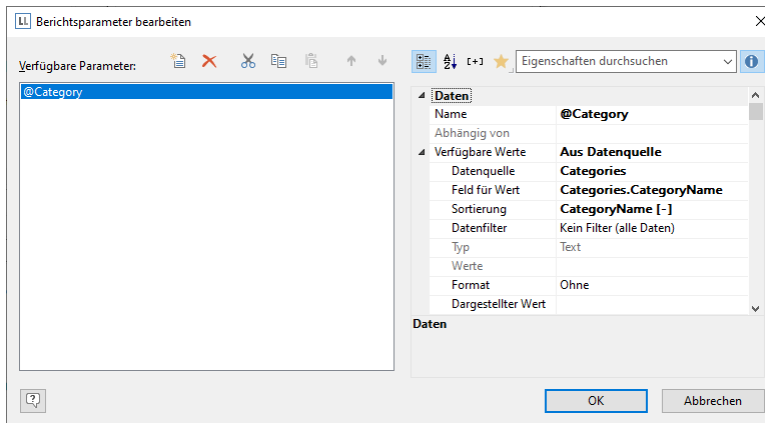 LL Berichtsparameter bearbeiten
Verfügbare Parameter:
Eigenschaften durchsuchen
@Category
Daten
Name @Category
Abhängig von
Verfügbare Werte Aus Datenquelle
Datenquelle Categories
Feld für Wert Categories.CategoryName
Sortierung CategoryName [-]
Datenfilter Kein Filter (alle Daten)
Typ Text
Werte
Format Ohne
Dargestellter Wert
Daten
OK Abbrechen